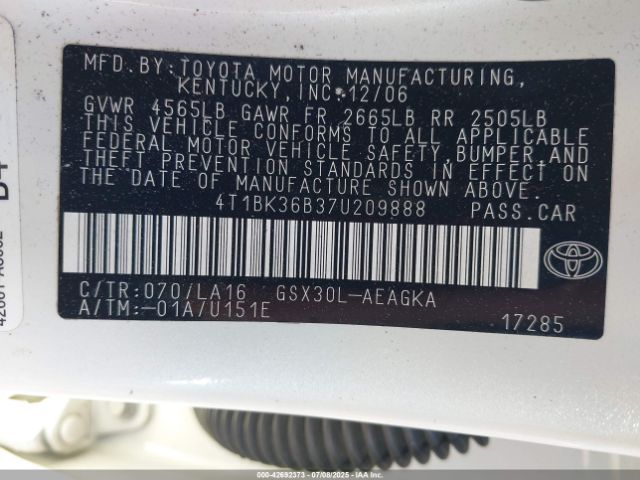 MFD.BY:TOYOTA MOTOR MANUFACTURING,
KENTUCKY,INC.12/06
GVWR 4565LB GAWR FR 2665LB RR 2505LB
THIS VEHICLE CONFORMS TO ALL APPLICABLE
FEDERAL MOTOR VEHICLE SAFETY,BUMPER,AND
THEFT PREVENTION STANDARDS IN EFFECT ON
THE DATE OF MANUFACTURE SHOWN ABOVE.
4T1BK36B37U209888 PASS.CAR
C/TR:070/LA16 GSX30L-AEAGKA
A/TM:-01A/U151E
17285
TOYOTA
000-42692373 - 07/08/2025 - IAAI.COM